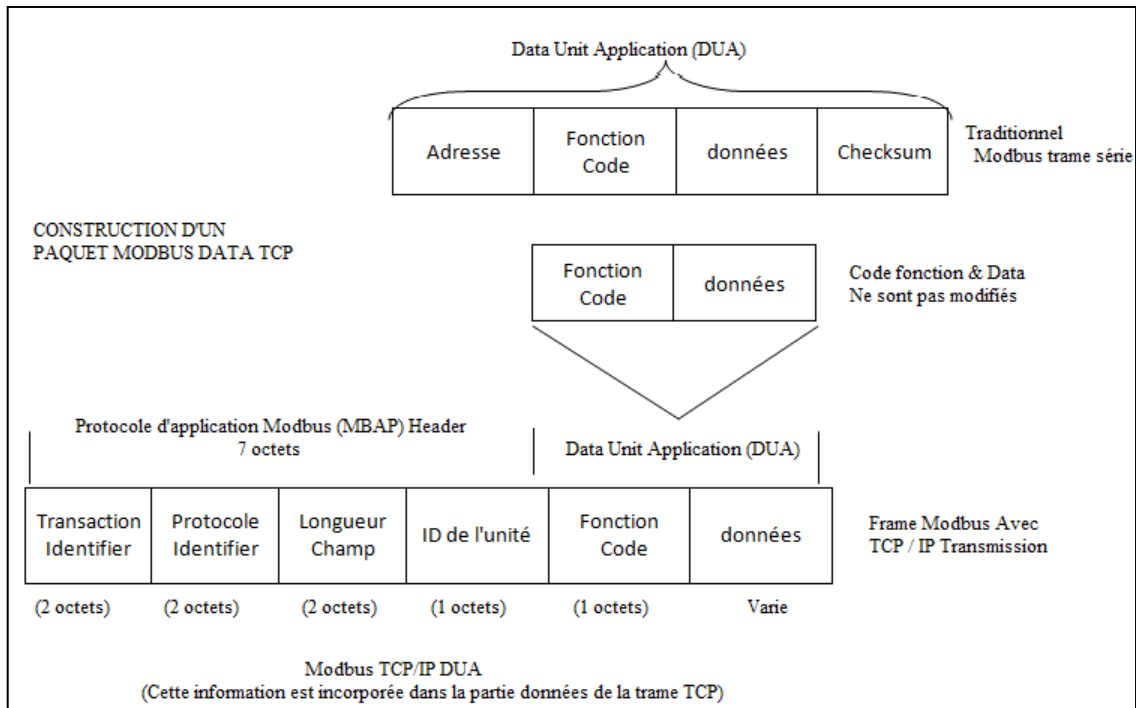 Data Unit Application (DUA)
Adresse
Fonction
Code
données
Checksum
Traditionnel
Modbus trame série
CONSTRUCTION D'UN
PAQUET MODBUS DATA TCP
Fonction
Code
données
Code fonction & Data
Ne sont pas modifiés
Protocole d'application Modbus (MBAP) Header
7 octets
Data Unit Application (DUA)
Transaction
Identifier
Protocole
Identifier
Longueur
Champ
ID de l'unité
Fonction
Code
données
Frame Modbus Avec
TCP / IP Transmission
(2 octets)
(2 octets)
(2 octets)
(1 octets)
(1 octets)
Varie
Modbus TCP/IP DUA
(Cette information est incorporée dans la partie données de la trame TCP)